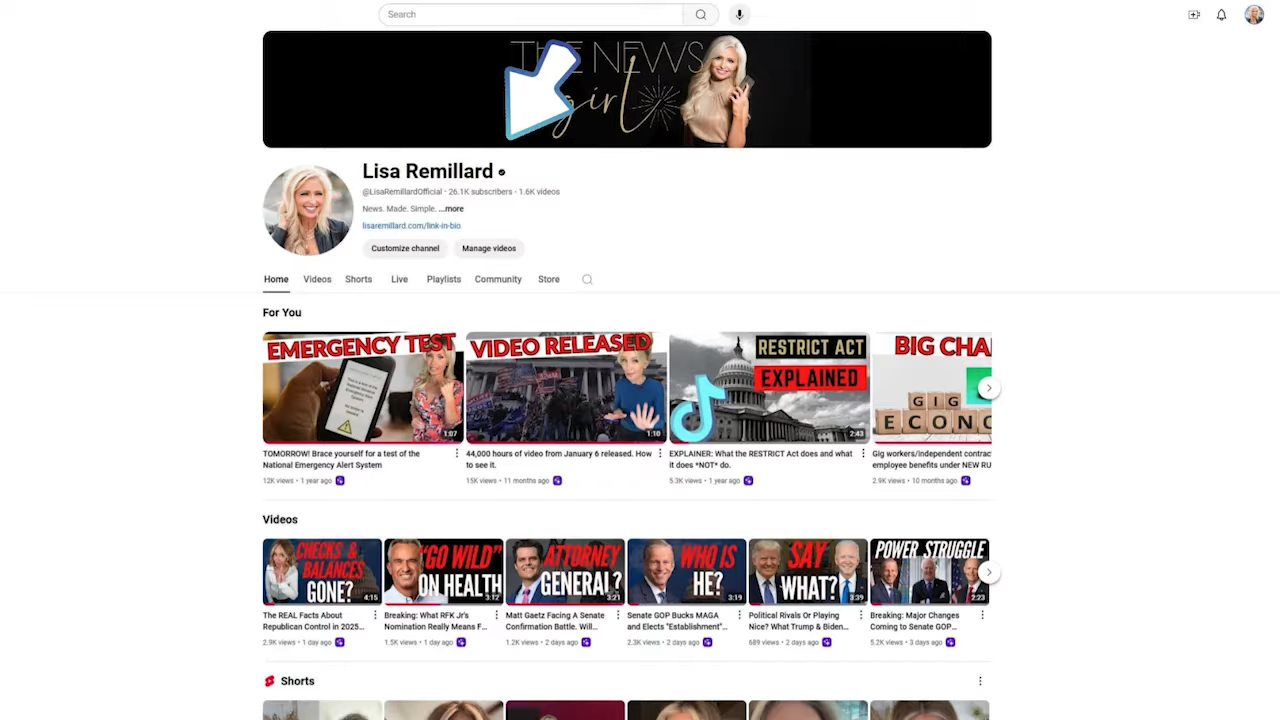 Search
THE NEWS
girl
Lisa Remillard
@LisaRemillardOfficial · 26.1K subscribers · 1.6K videos
News. Made. Simple. ...more
lisaremillard.com/link-in-bio
Customize channel
Manage videos
Home Videos Shorts Live Playlists Community Store
For You
EMERGENCY TEST
1:07
VIDEO RELEASED
1:10
RESTRICT ACT
EXPLAINED
2:43
BIG CHA
GIG
ECONO
TOMORROW! Brace yourself for a test of the
National Emergency Alert System
12K views • 1 year ago
44,000 hours of video from January 6 released. How
to see it.
15K views • 11 months ago
EXPLAINER: What the RESTRICT Act does and what
it does *NOT* do.
5.3K views • 1 year ago
Gig workers/independent contrac
employee benefits under NEW RU
2.9K views • 10 months ago
Videos
CHECKS &
BALANCES
GONE?
4:15
"GO WILD"
ON HEALTH
3:12
ATTORNEY
GENERAL?
3:21
WHO IS
HE?
3:19
SAY
WHAT?
3:39
POWER STRUGGLE
2:23
The REAL Facts About
Republican Control in 2025...
2.9K views • 1 day ago
Breaking: What RFK Jr's
Nomination Really Means F...
1.5K views • 1 day ago
Matt Gaetz Facing A Senate
Confirmation Battle. Will...
1.2K views • 2 days ago
Senate GOP Bucks MAGA
and Elects "Establishment"...
2.3K views • 2 days ago
Political Rivals Or Playing
Nice? What Trump & Biden...
689 views • 2 days ago
Breaking: Major Changes
Coming to Senate GOP...
5.2K views • 3 days ago
Shorts